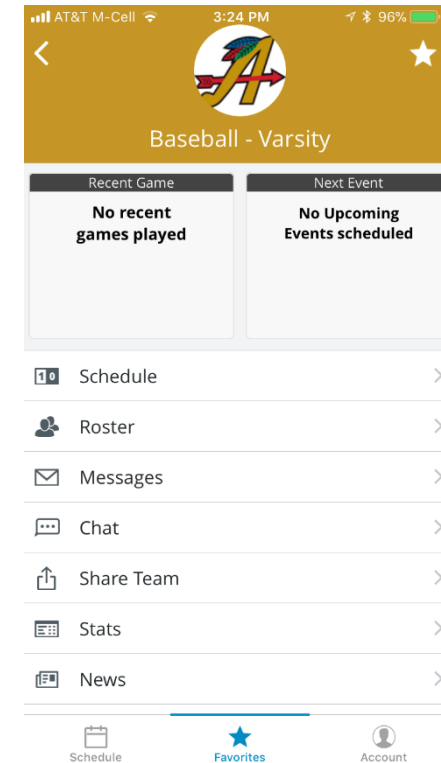 AT&T M-Cell 3:24 PM 96%
A
Baseball - Varsity
Recent Game Next Event
No recent
games played
No Upcoming
Events scheduled
10 Schedule
Roster
Messages
Chat
Share Team
Stats
News
Schedule Favorites Account